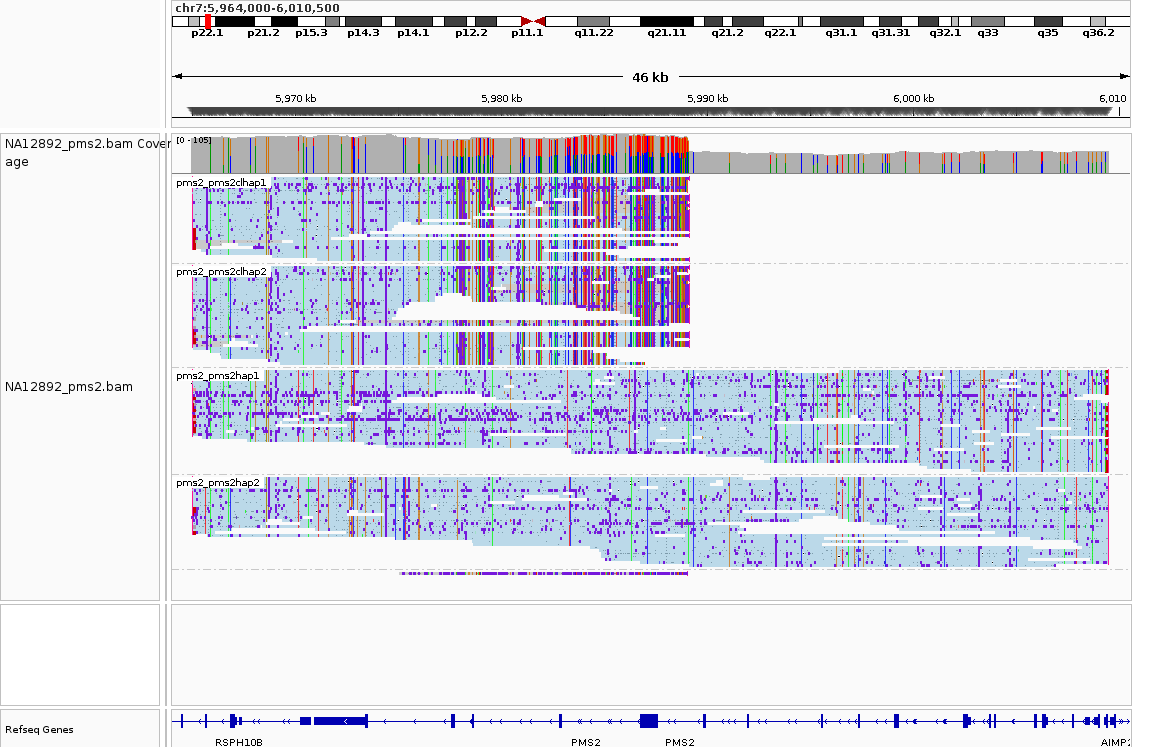 chr7:5,964,000-6,010,500
p22.1 p21.2 p15.3 p14.3 p14.1 p12.2 p11.1 q11.22 q21.11 q21.2 q22.1 q31.1 q31.31 q32.1 q33 q35 q36.2
46 kb
5,970 kb 5,980 kb 5,990 kb 6,000 kb 6,010
NA12892_pms2.bam Cover
age
[0 - 105]
pms2_pms2clhap1
pms2_pms2clhap2
pms2_pms2hap1
NA12892_pms2.bam
pms2_pms2hap2
Refseq Genes
RSPH10B PMS2 PMS2 AIMP2